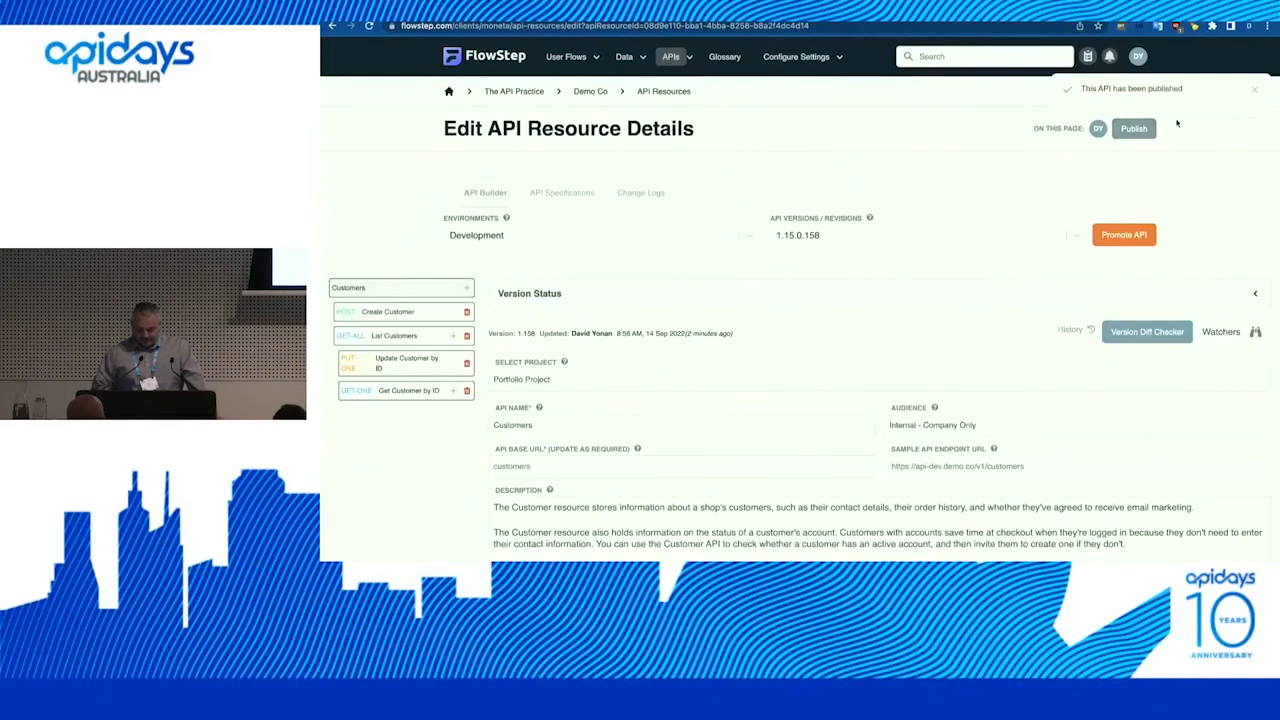 apidays
AUSTRALIA
flowstep.com/clients/moneta/api-resources/edit?apiResourceId=08d9e110-bba1-4bba-8258-b8a2f4dc4d14
FlowStep
User Flows
Data
APIs
Glossary
Configure Settings
Search
DY
The API Practice
Demo Co
API Resources
This API has been published
Edit API Resource Details
ON THIS PAGE:
DY
Publish
API Builder
API Specifications
Change Logs
ENVIRONMENTS
API VERSIONS / REVISIONS
Development
1.15.0.158
Promote API
Customers
POST Create Customer
GET-ALL List Customers
PUT-ONE Update Customer by ID
GET-ONE Get Customer by ID
Version Status
Version: 1.158 Updated: David Yonan 8:56 AM, 14 Sep 2022(2 minutes ago)
History
Version Diff Checker
Watchers
SELECT PROJECT
Portfolio Project
API NAME*
AUDIENCE
Customers
Internal - Company Only
API BASE URL* (UPDATE AS REQUIRED)
SAMPLE API ENDPOINT URL
customers
https://api-dev.demo.co/v1/customers
DESCRIPTION
The Customer resource stores information about a shop's customers, such as their contact details, their order history, and whether they've agreed to receive email marketing.
The Customer resource also holds information on the status of a customer's account. Customers with accounts save time at checkout when they're logged in because they don't need to enter
their contact information. You can use the Customer API to check whether a customer has an active account, and then invite them to create one if they don't.
apidays
10
YEARS
ANNIVERSARY